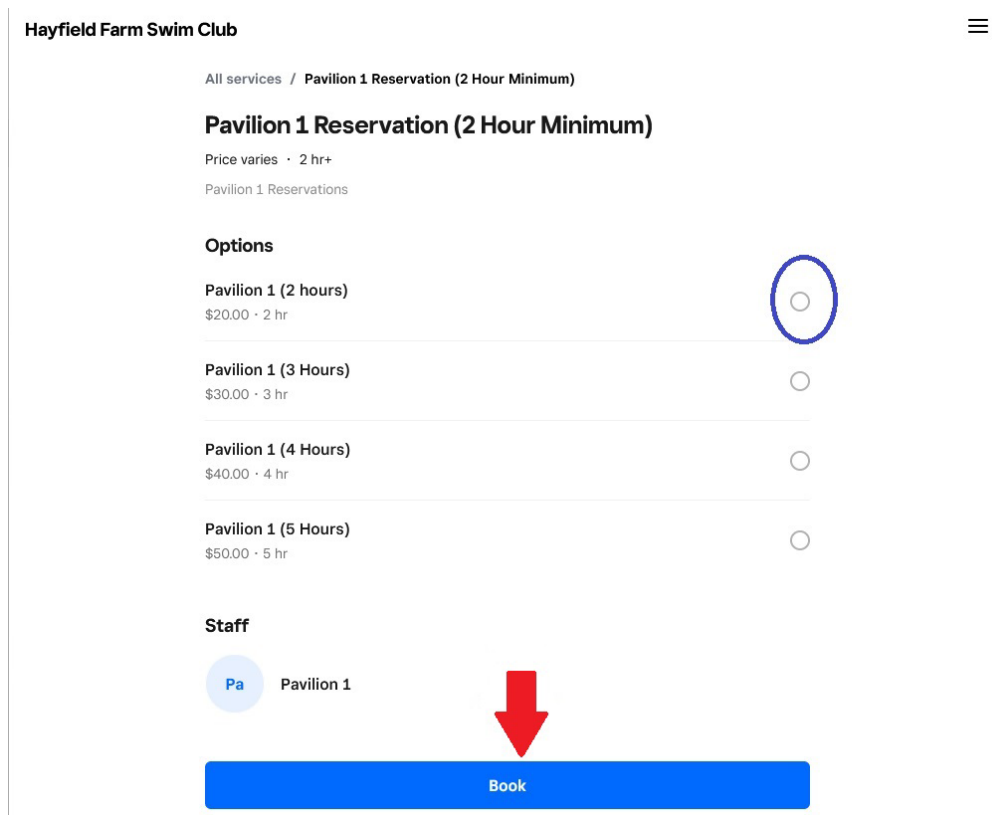 Hayfield Farm Swim Club
All services / Pavilion 1 Reservation (2 Hour Minimum)
Pavilion 1 Reservation (2 Hour Minimum)
Price varies · 2 hr+
Pavilion 1 Reservations
Options
Pavilion 1 (2 hours)
$20.00 · 2 hr
Pavilion 1 (3 Hours)
$30.00 · 3 hr
Pavilion 1 (4 Hours)
$40.00 · 4 hr
Pavilion 1 (5 Hours)
$50.00 · 5 hr
Staff
Pa Pavilion 1
Book